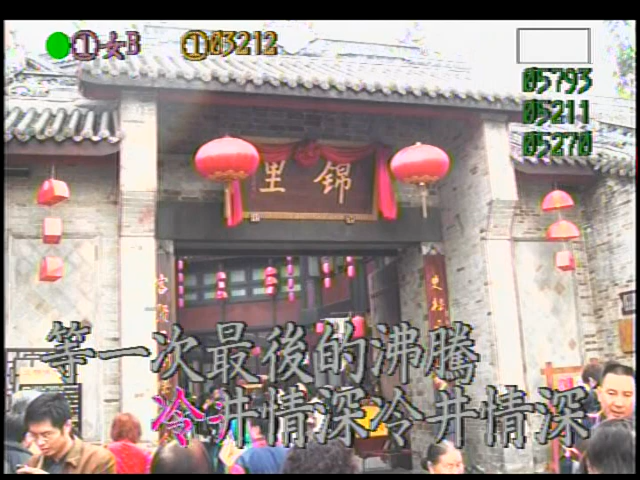 ①-女B ①03212
05793
05211
05270
里錦
等一次最後的沸騰
冷井情深冷井情深